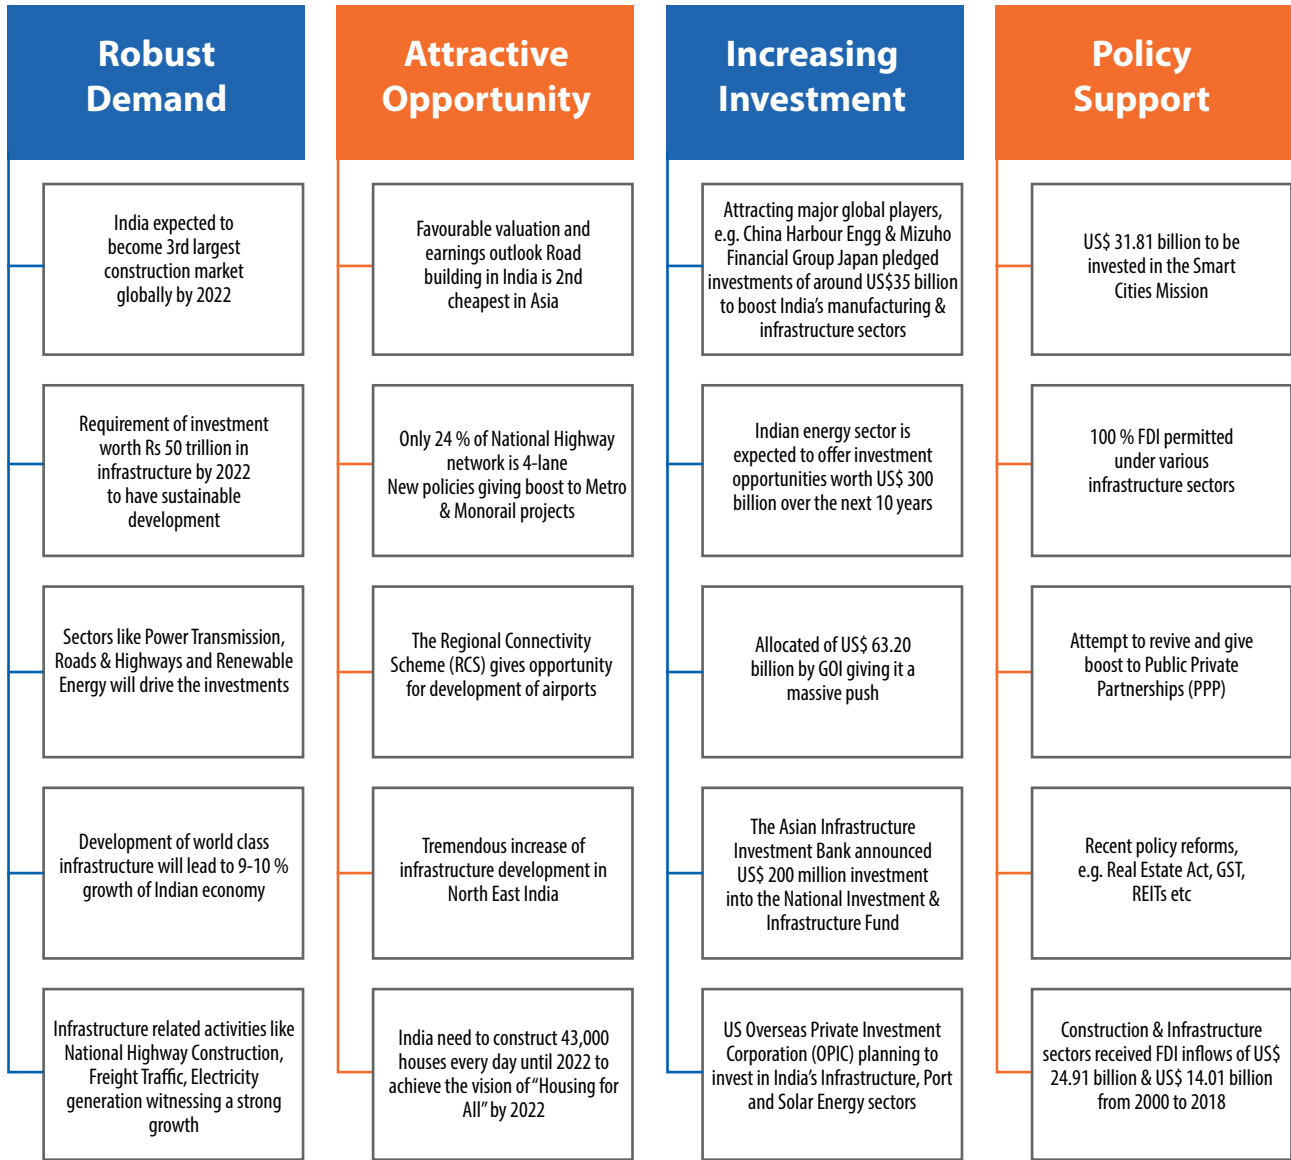 Robust
Demand
India expected to
become 3rd largest
construction market
globally by 2022
Requirement of investment
worth Rs 50 trillion in
infrastructure by 2022
to have sustainable
development
Sectors like Power Transmission,
Roads & Highways and Renewable
Energy will drive the investments
Development of world class
infrastructure will lead to 9-10 %
growth of Indian economy
Infrastructure related activities like
National Highway Construction,
Freight Traffic, Electricity
generation witnessing a strong
growth
Attractive
Opportunity
Favourable valuation and
earnings outlook Road
building in India is 2nd
cheapest in Asia
Only 24 % of National Highway
network is 4-lane
New policies giving boost to Metro
& Monorail projects
The Regional Connectivity
Scheme (RCS) gives opportunity
for development of airports
Tremendous increase of
infrastructure development in
North East India
India need to construct 43,000
houses every day until 2022 to
achieve the vision of “Housing for
All” by 2022
Increasing
Investment
Attracting major global players,
e.g. China Harbour Engg & Mizuho
Financial Group Japan pledged
investments of around US$35 billion
to boost India’s manufacturing &
infrastructure sectors
Indian energy sector is
expected to offer investment
opportunities worth US$ 300
billion over the next 10 years
Allocated of US$ 63.20
billion by GOI giving it a
massive push
The Asian Infrastructure
Investment Bank announced
US$ 200 million investment
into the National Investment &
Infrastructure Fund
US Overseas Private Investment
Corporation (OPIC) planning to
invest in India’s Infrastructure, Port
and Solar Energy sectors
Policy
Support
US$ 31.81 billion to be
invested in the Smart
Cities Mission
100 % FDI permitted
under various
infrastructure sectors
Attempt to revive and give
boost to Public Private
Partnerships (PPP)
Recent policy reforms,
e.g. Real Estate Act, GST,
REITs etc
Construction & Infrastructure
sectors received FDI inflows of US$
24.91 billion & US$ 14.01 billion
from 2000 to 2018